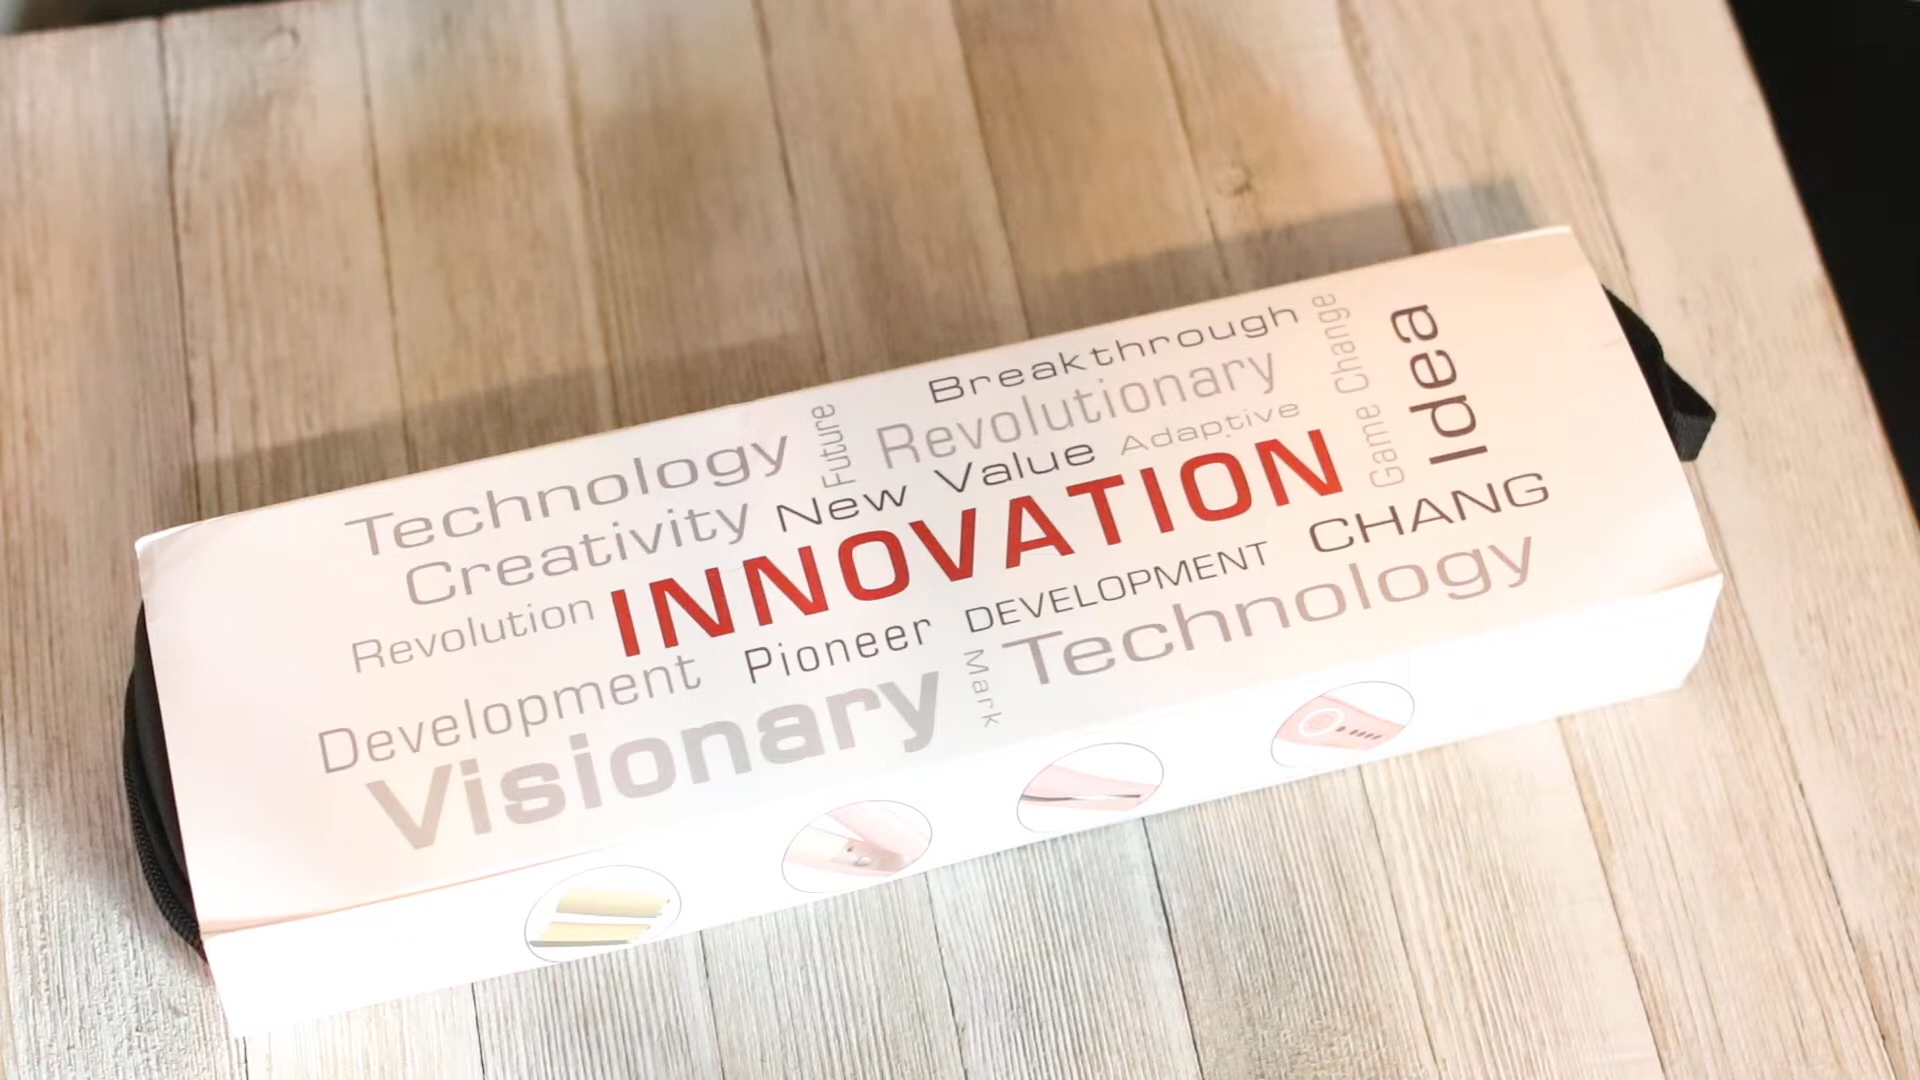 Breakthrough
Revolutionary
Game Change
Idea
Technology
Future
Adaptive
Creativity
New Value
INNOVATION
Revolution
CHANG
Development
Pioneer
DEVELOPMENT
Visionary
Mark
Technology